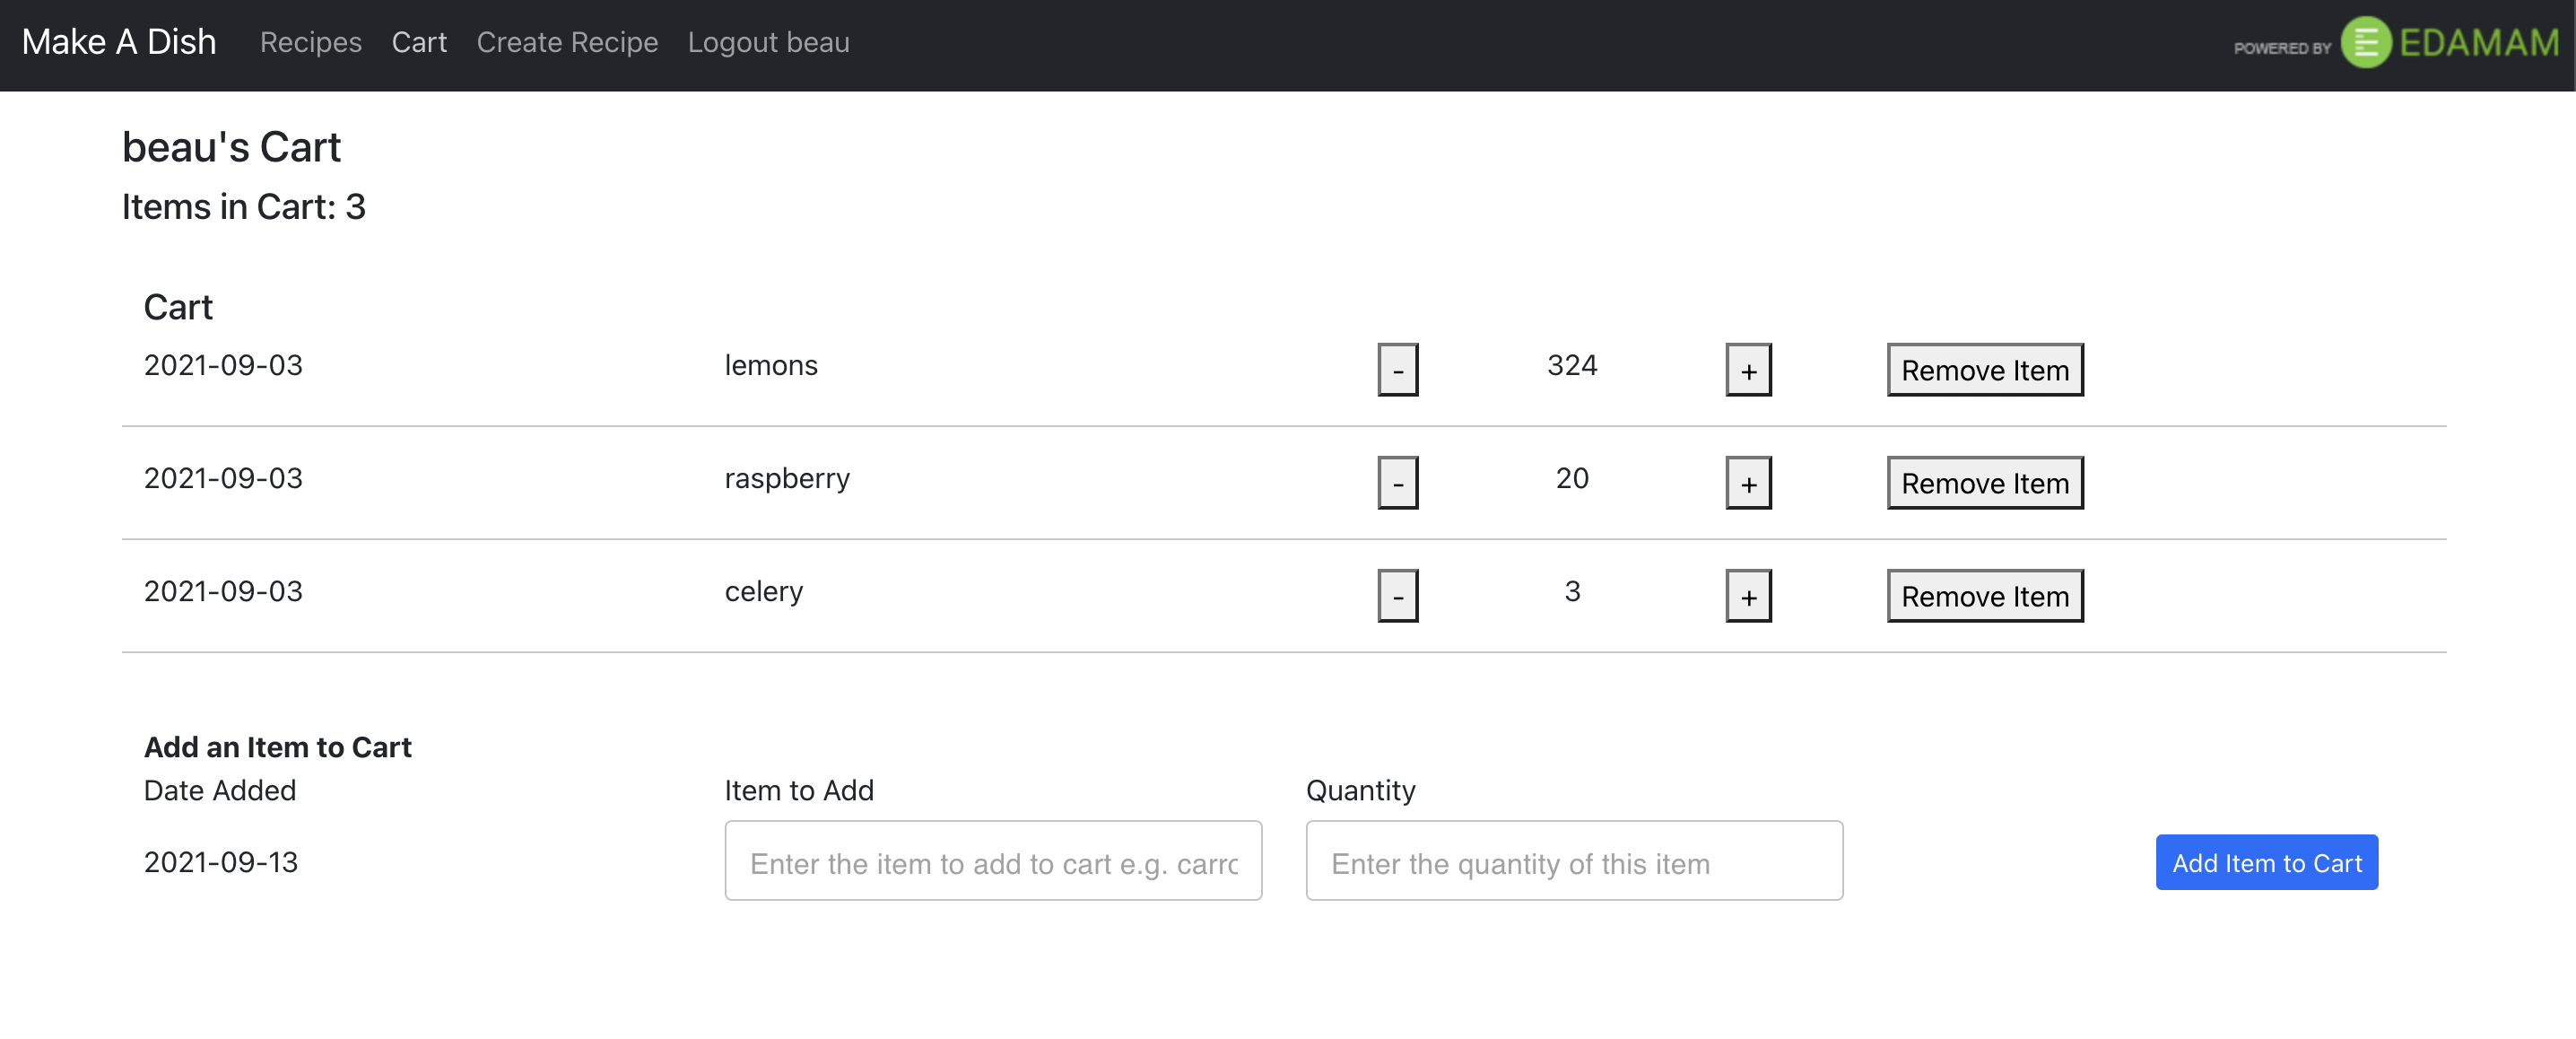 Make A Dish Recipes Cart Create Recipe Logout beau POWERED BY EDAMAM
beau's Cart
Items in Cart: 3
Cart
2021-09-03 lemons - 324 + Remove Item
2021-09-03 raspberry - 20 + Remove Item
2021-09-03 celery - 3 + Remove Item
Add an Item to Cart
Date Added Item to Add Quantity
2021-09-13 Enter the item to add to cart e.g. carro Enter the quantity of this item Add Item to Cart